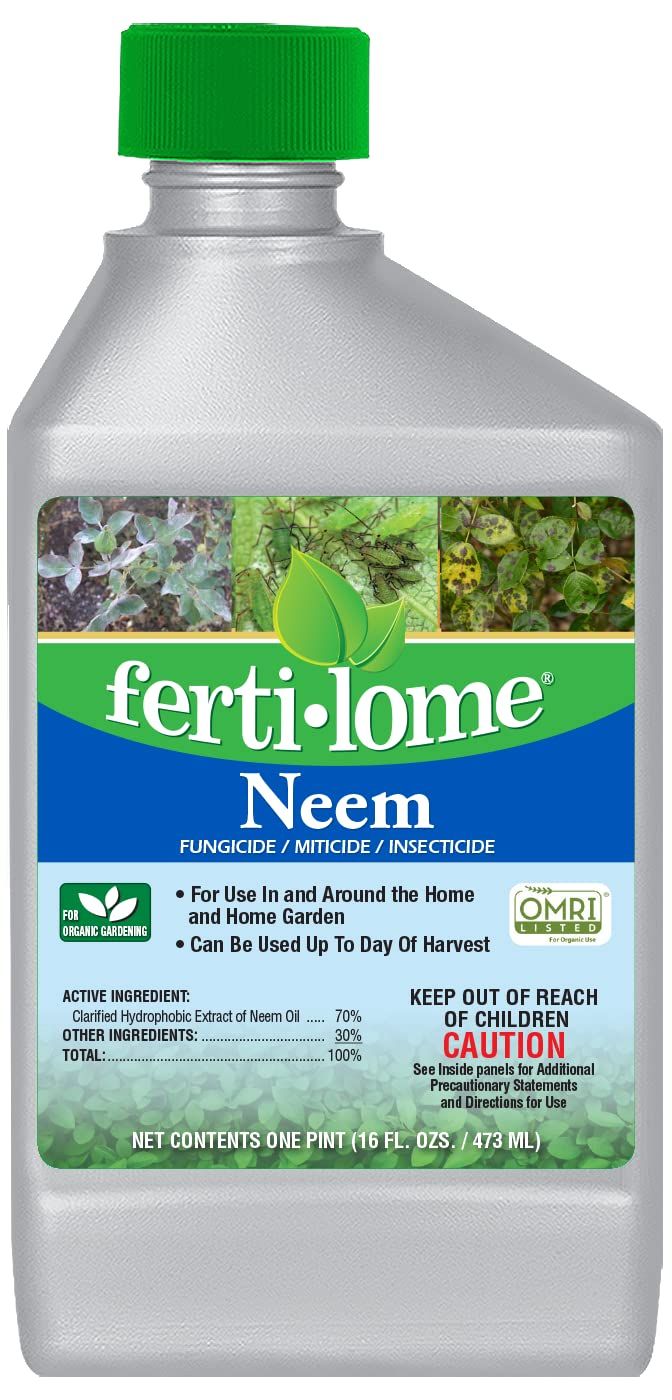 ferti•lome®
Neem
FUNGICIDE / MITICIDE / INSECTICIDE
FOR
ORGANIC GARDENING
• For Use In and Around the Home
and Home Garden
• Can Be Used Up To Day Of Harvest
OMRI ®
LISTED
For Organic Use
ACTIVE INGREDIENT:
Clarified Hydrophobic Extract of Neem Oil ..... 70%
OTHER INGREDIENTS: ................................. 30%
TOTAL: .................................................... 100%
KEEP OUT OF REACH
OF CHILDREN
CAUTION
See Inside panels for Additional
Precautionary Statements
and Directions for Use
NET CONTENTS ONE PINT (16 FL. OZS. / 473 ML)